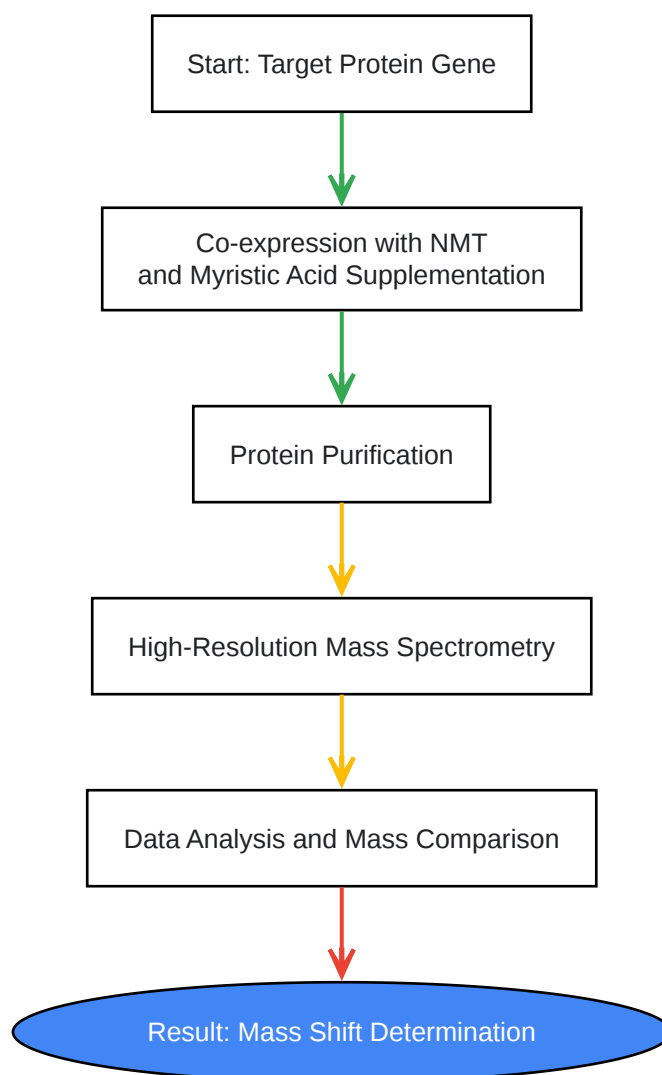 Start: Target Protein Gene
Co-expression with NMT
and Myristic Acid Supplementation
Protein Purification
High-Resolution Mass Spectrometry
Data Analysis and Mass Comparison
Result: Mass Shift Determination